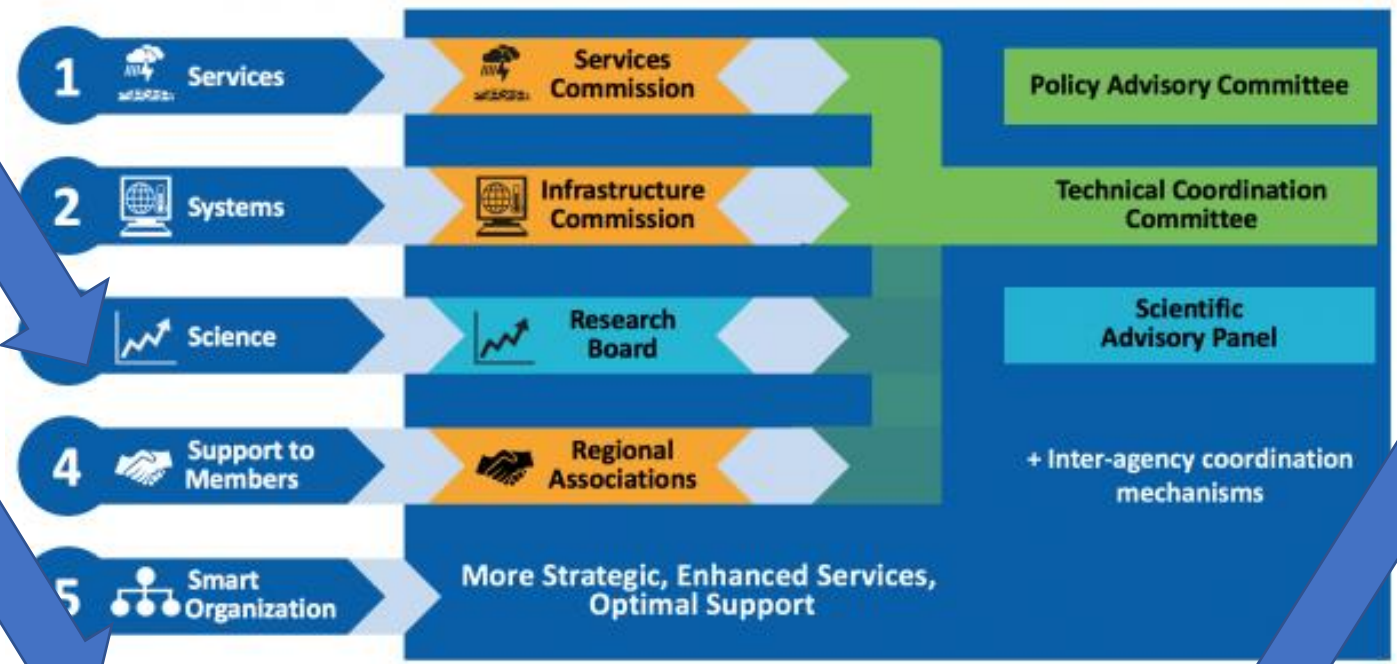 1
Services
Services
Commission
Policy Advisory Committee
2
Systems
Infrastructure
Commission
Technical Coordination
Committee
Science
Research
Board
Scientific
Advisory Panel
4
Support to
Members
Regional
Associations
+ Inter-agency coordination
mechanisms
5
Smart
Organization
More Strategic, Enhanced Services,
Optimal Support